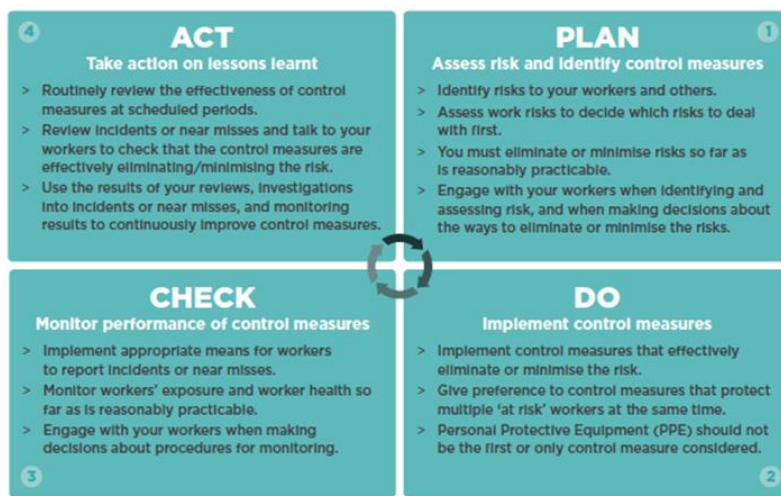 4
ACT
Take action on lessons learnt
> Routinely review the effectiveness of control
measures at scheduled periods.
> Review incidents or near misses and talk to your
workers to check that the control measures are
effectively eliminating/minimising the risk.
> Use the results of your reviews, investigations
into incidents or near misses, and monitoring
results to continuously improve control measures.
1
PLAN
Assess risk and identify control measures
> Identify risks to your workers and others.
> Assess work risks to decide which risks to deal
with first.
> You must eliminate or minimise risks so far as
is reasonably practicable.
> Engage with your workers when identifying and
assessing risk, and when making decisions about
the ways to eliminate or minimise the risks.
CHECK
Monitor performance of control measures
> Implement appropriate means for workers
to report incidents or near misses.
> Monitor workers' exposure and worker health so
far as is reasonably practicable.
> Engage with your workers when making
decisions about procedures for monitoring.
3
DO
Implement control measures
> Implement control measures that effectively
eliminate or minimise the risk.
> Give preference to control measures that protect
multiple 'at risk' workers at the same time.
> Personal Protective Equipment (PPE) should not
be the first or only control measure considered.
2